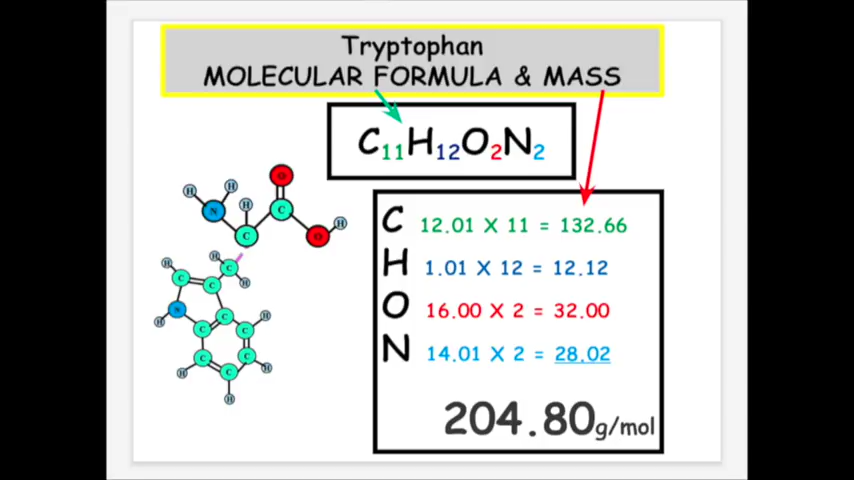 Tryptophan
MOLECULAR FORMULA & MASS
C11H12O2N2
C 12.01 X 11 = 132.66
H 1.01 X 12 = 12.12
O 16.00 X 2 = 32.00
N 14.01 X 2 = 28.02
204.80g/mol
H
H
O
N
H
C
H
C
O
H
H
C
H
H
C
C
N
C
H
H
C
C
C
C
H
C
H
H